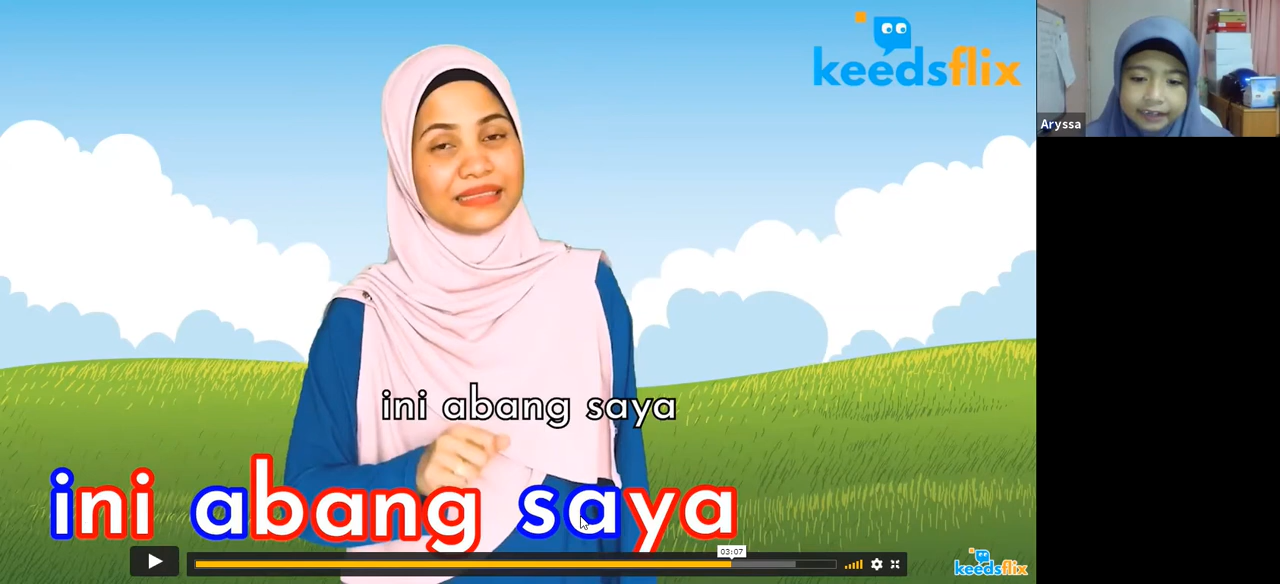 keedsflix
Aryssa
ini abang saya
ini abang saya
03:07
keedsflix